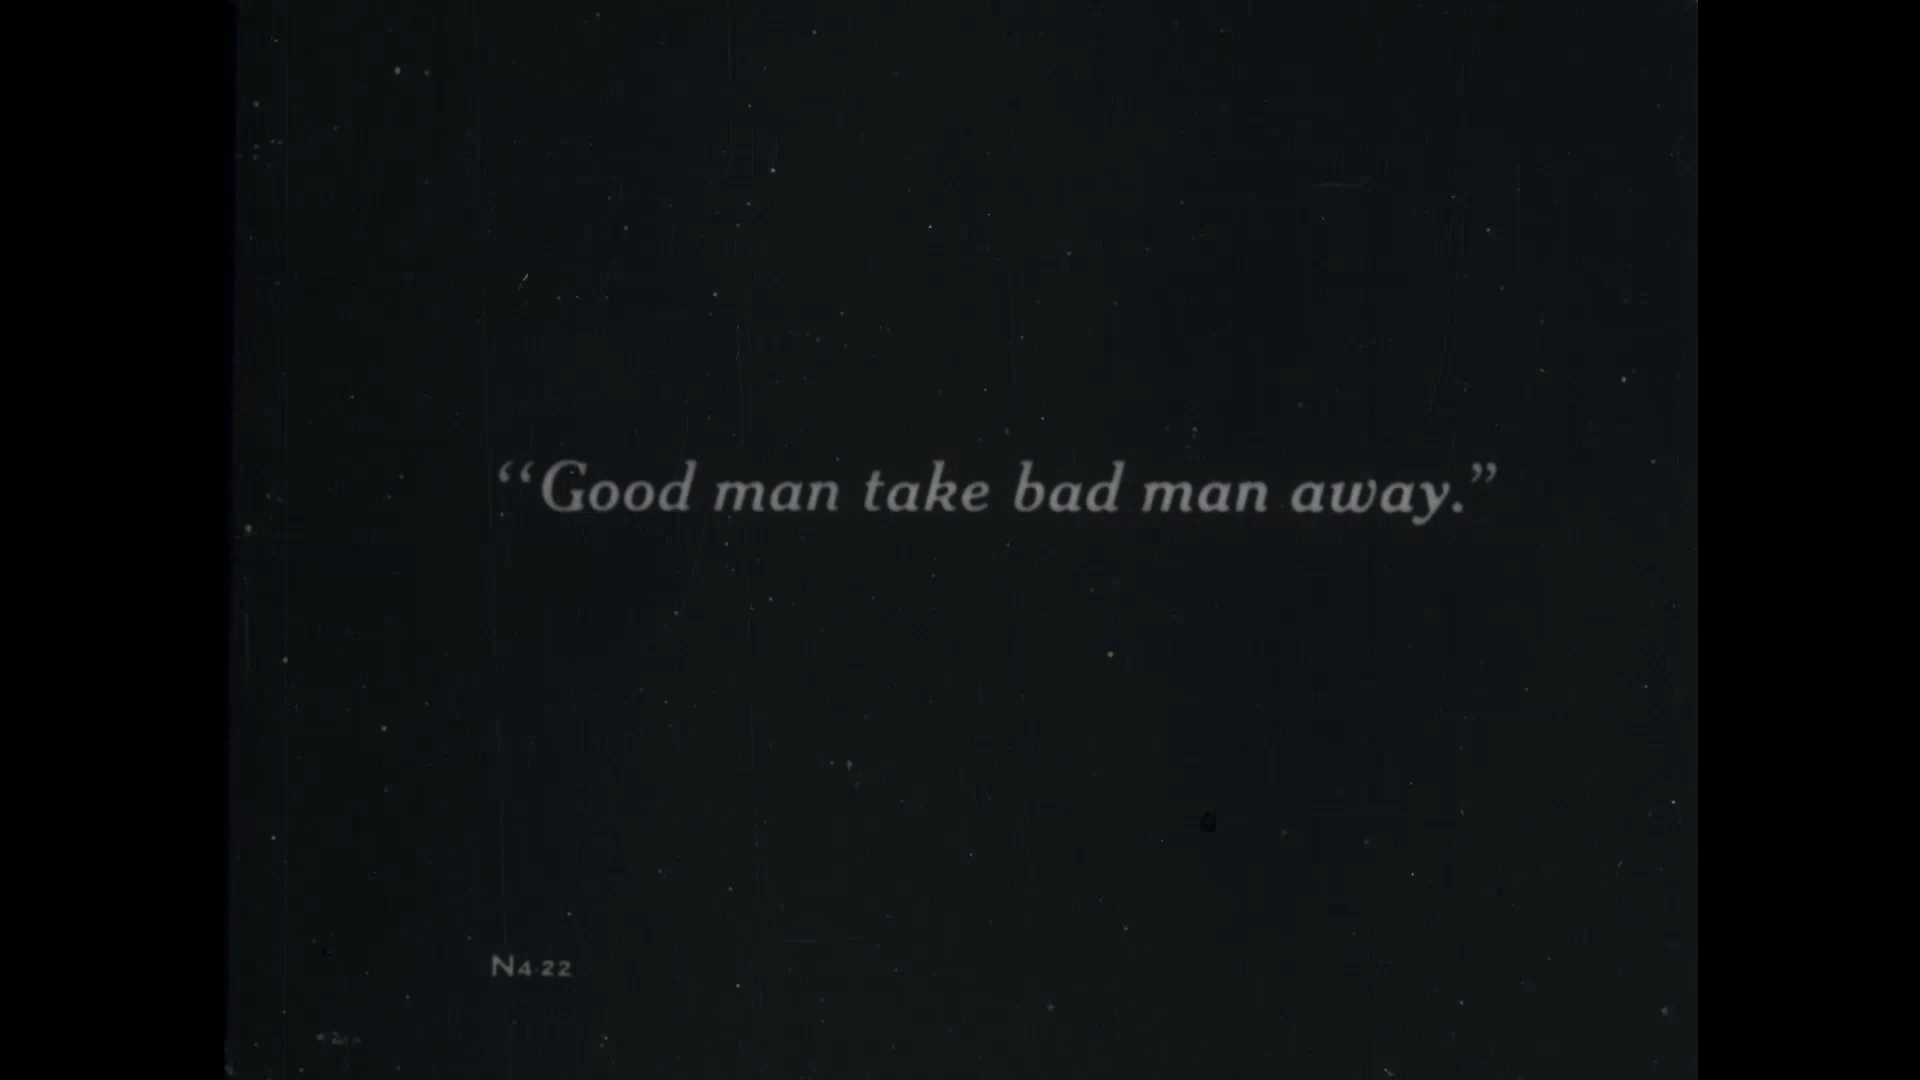 “Good man take bad man away.”
N4-22